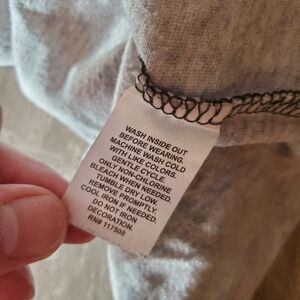 WASH INSIDE OUT
BEFORE WEARING.
MACHINE WASH COLD
WITH LIKE COLORS.
GENTLE CYCLE.
ONLY NON-CHLORINE
BLEACH WHEN NEEDED.
TUMBLE DRY LOW.
REMOVE PROMPTLY.
COOL IRON IF NEEDED.
DO NOT IRON
DECORATION.
RN# 117508